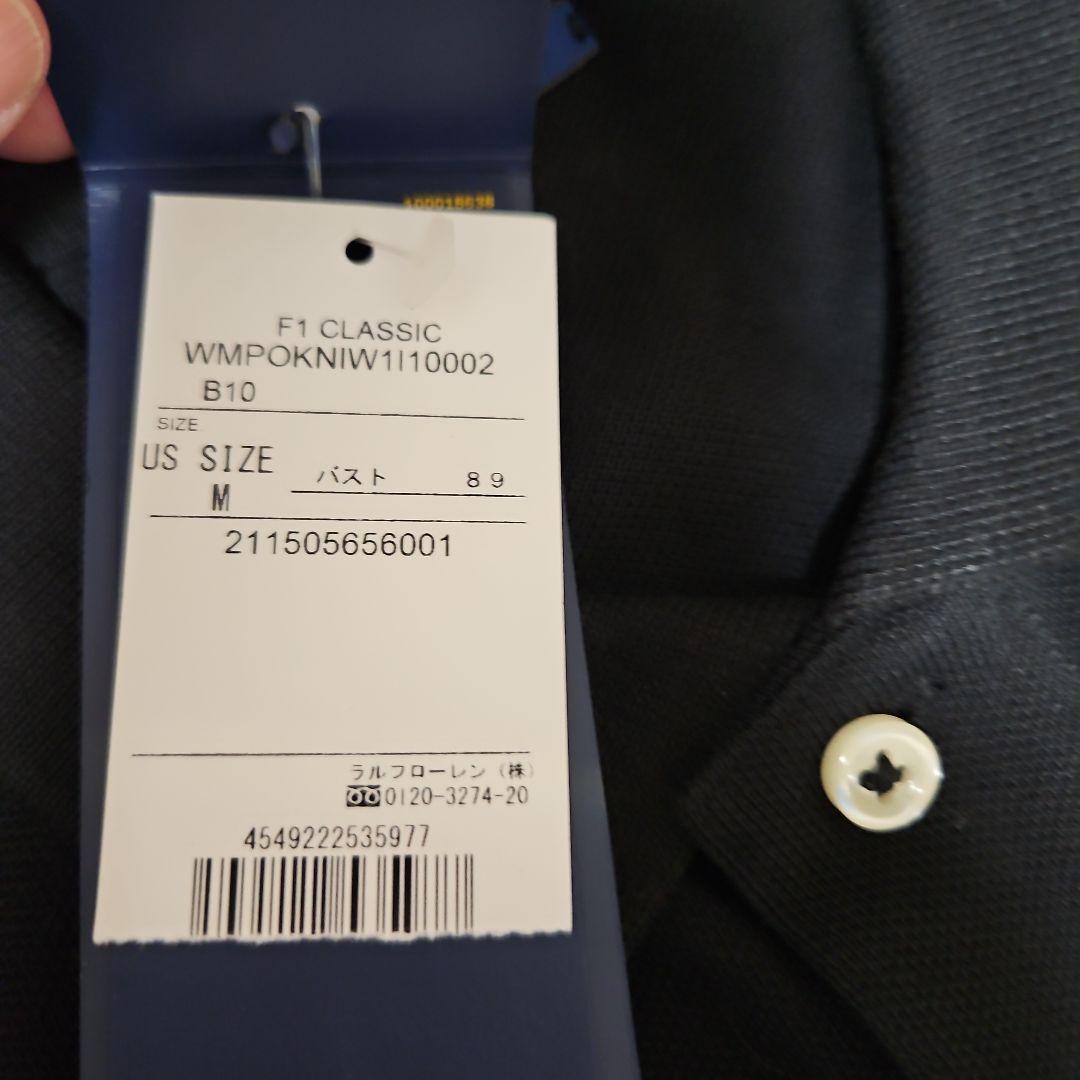 A00018638
F1 CLASSIC
WMPOKNIW1I10002
B10
SIZE
US SIZE
M
バスト 89
211505656001
ラルフローレン（株）
0120-3274-20
4549222535977